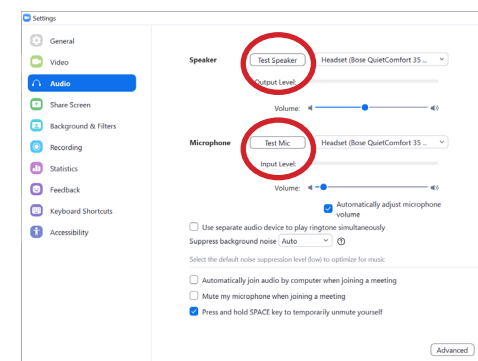 Settings
General
Video
Audio
Share Screen
Background & Filters
Recording
Statistics
Feedback
Keyboard Shortcuts
Accessibility
Speaker
Test Speaker
Headset (Bose QuietComfort 35 ...
Output Level:
Volume:
Microphone
Test Mic
Headset (Bose QuietComfort 35 ...
Input Level:
Volume:
Automatically adjust microphone
volume
Use separate audio device to play ringtone simultaneously
Suppress background noise Auto
Select the default noise suppression level (low) to optimize for music
Automatically join audio by computer when joining a meeting
Mute my microphone when joining a meeting
Press and hold SPACE key to temporarily unmute yourself
Advanced